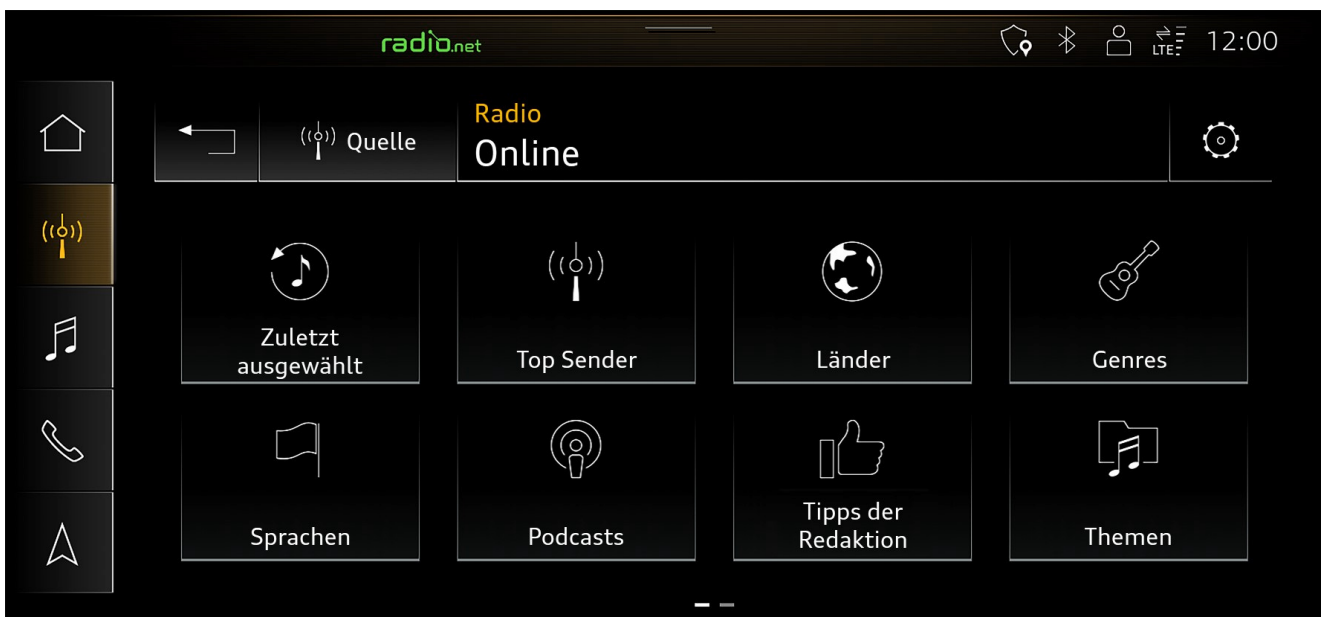 radio.net
LTE 12:00
Radio
Quelle
Online
Zuletzt
ausgewählt
Top Sender
Länder
Genres
Sprachen
Podcasts
Tipps der
Redaktion
Themen